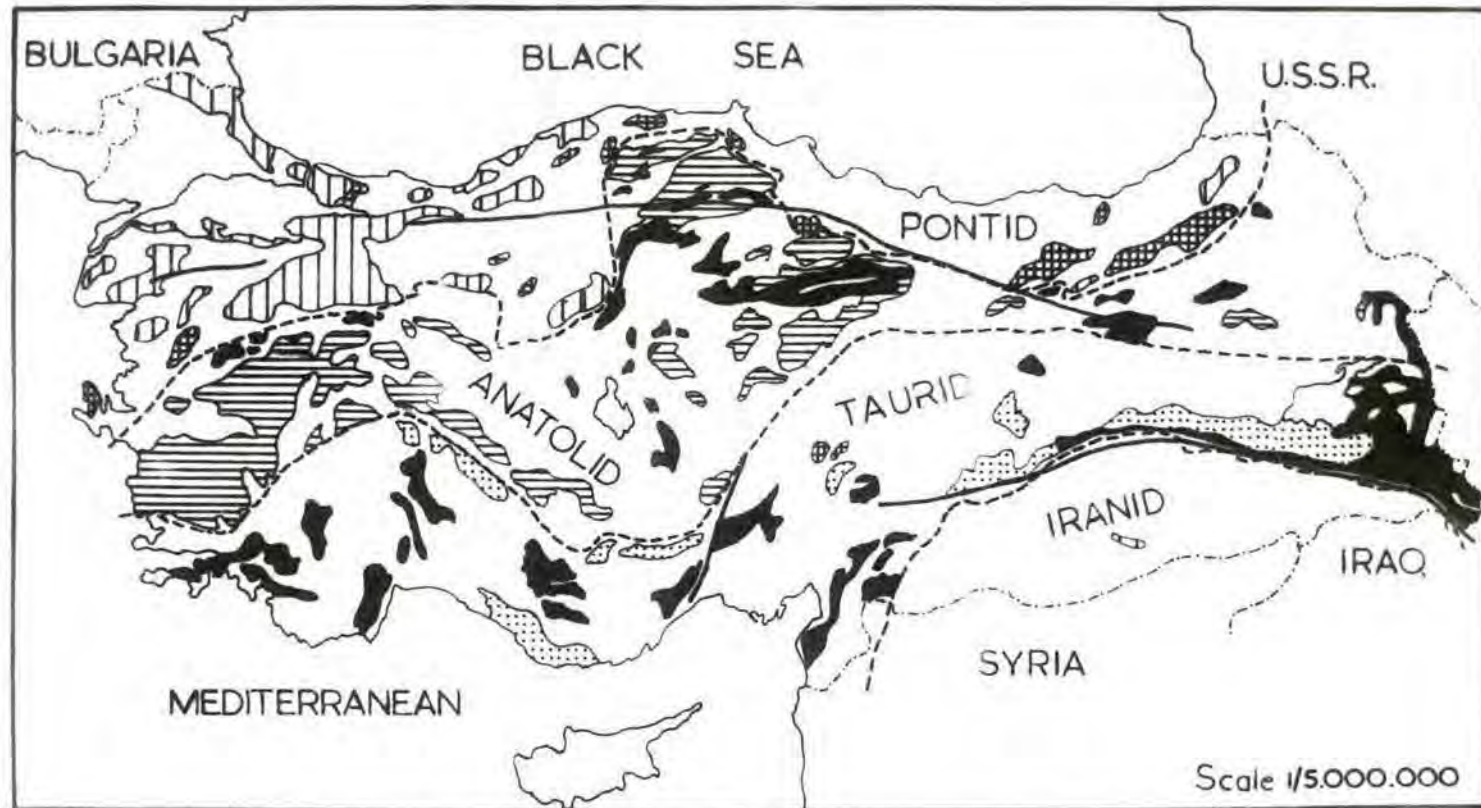 BULGARIA
BLACK SEA
U.S.S.R.
PONTID
ANATOLID
TAURID
IRANID
IRAQ
SYRIA
MEDITERRANEAN
Scale 1/5.000.000